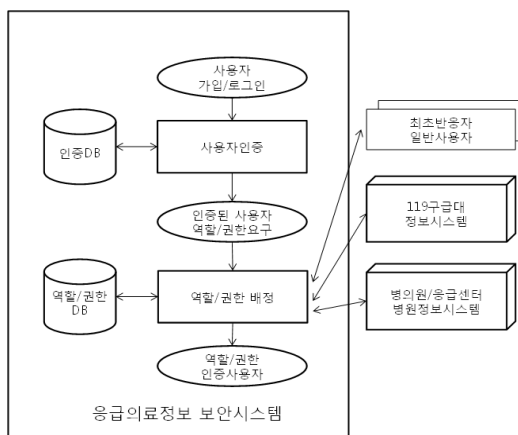 사용자
가입/로그인
인증DB
사용자인증
최초반응자
일반사용자
인증된 사용자
역할/권한요구
119구급대
정보시스템
역할/권한
DB
역할/권한 배정
병의원/응급센터
병원정보시스템
역할/권한
인증사용자
응급의료정보 보안시스템